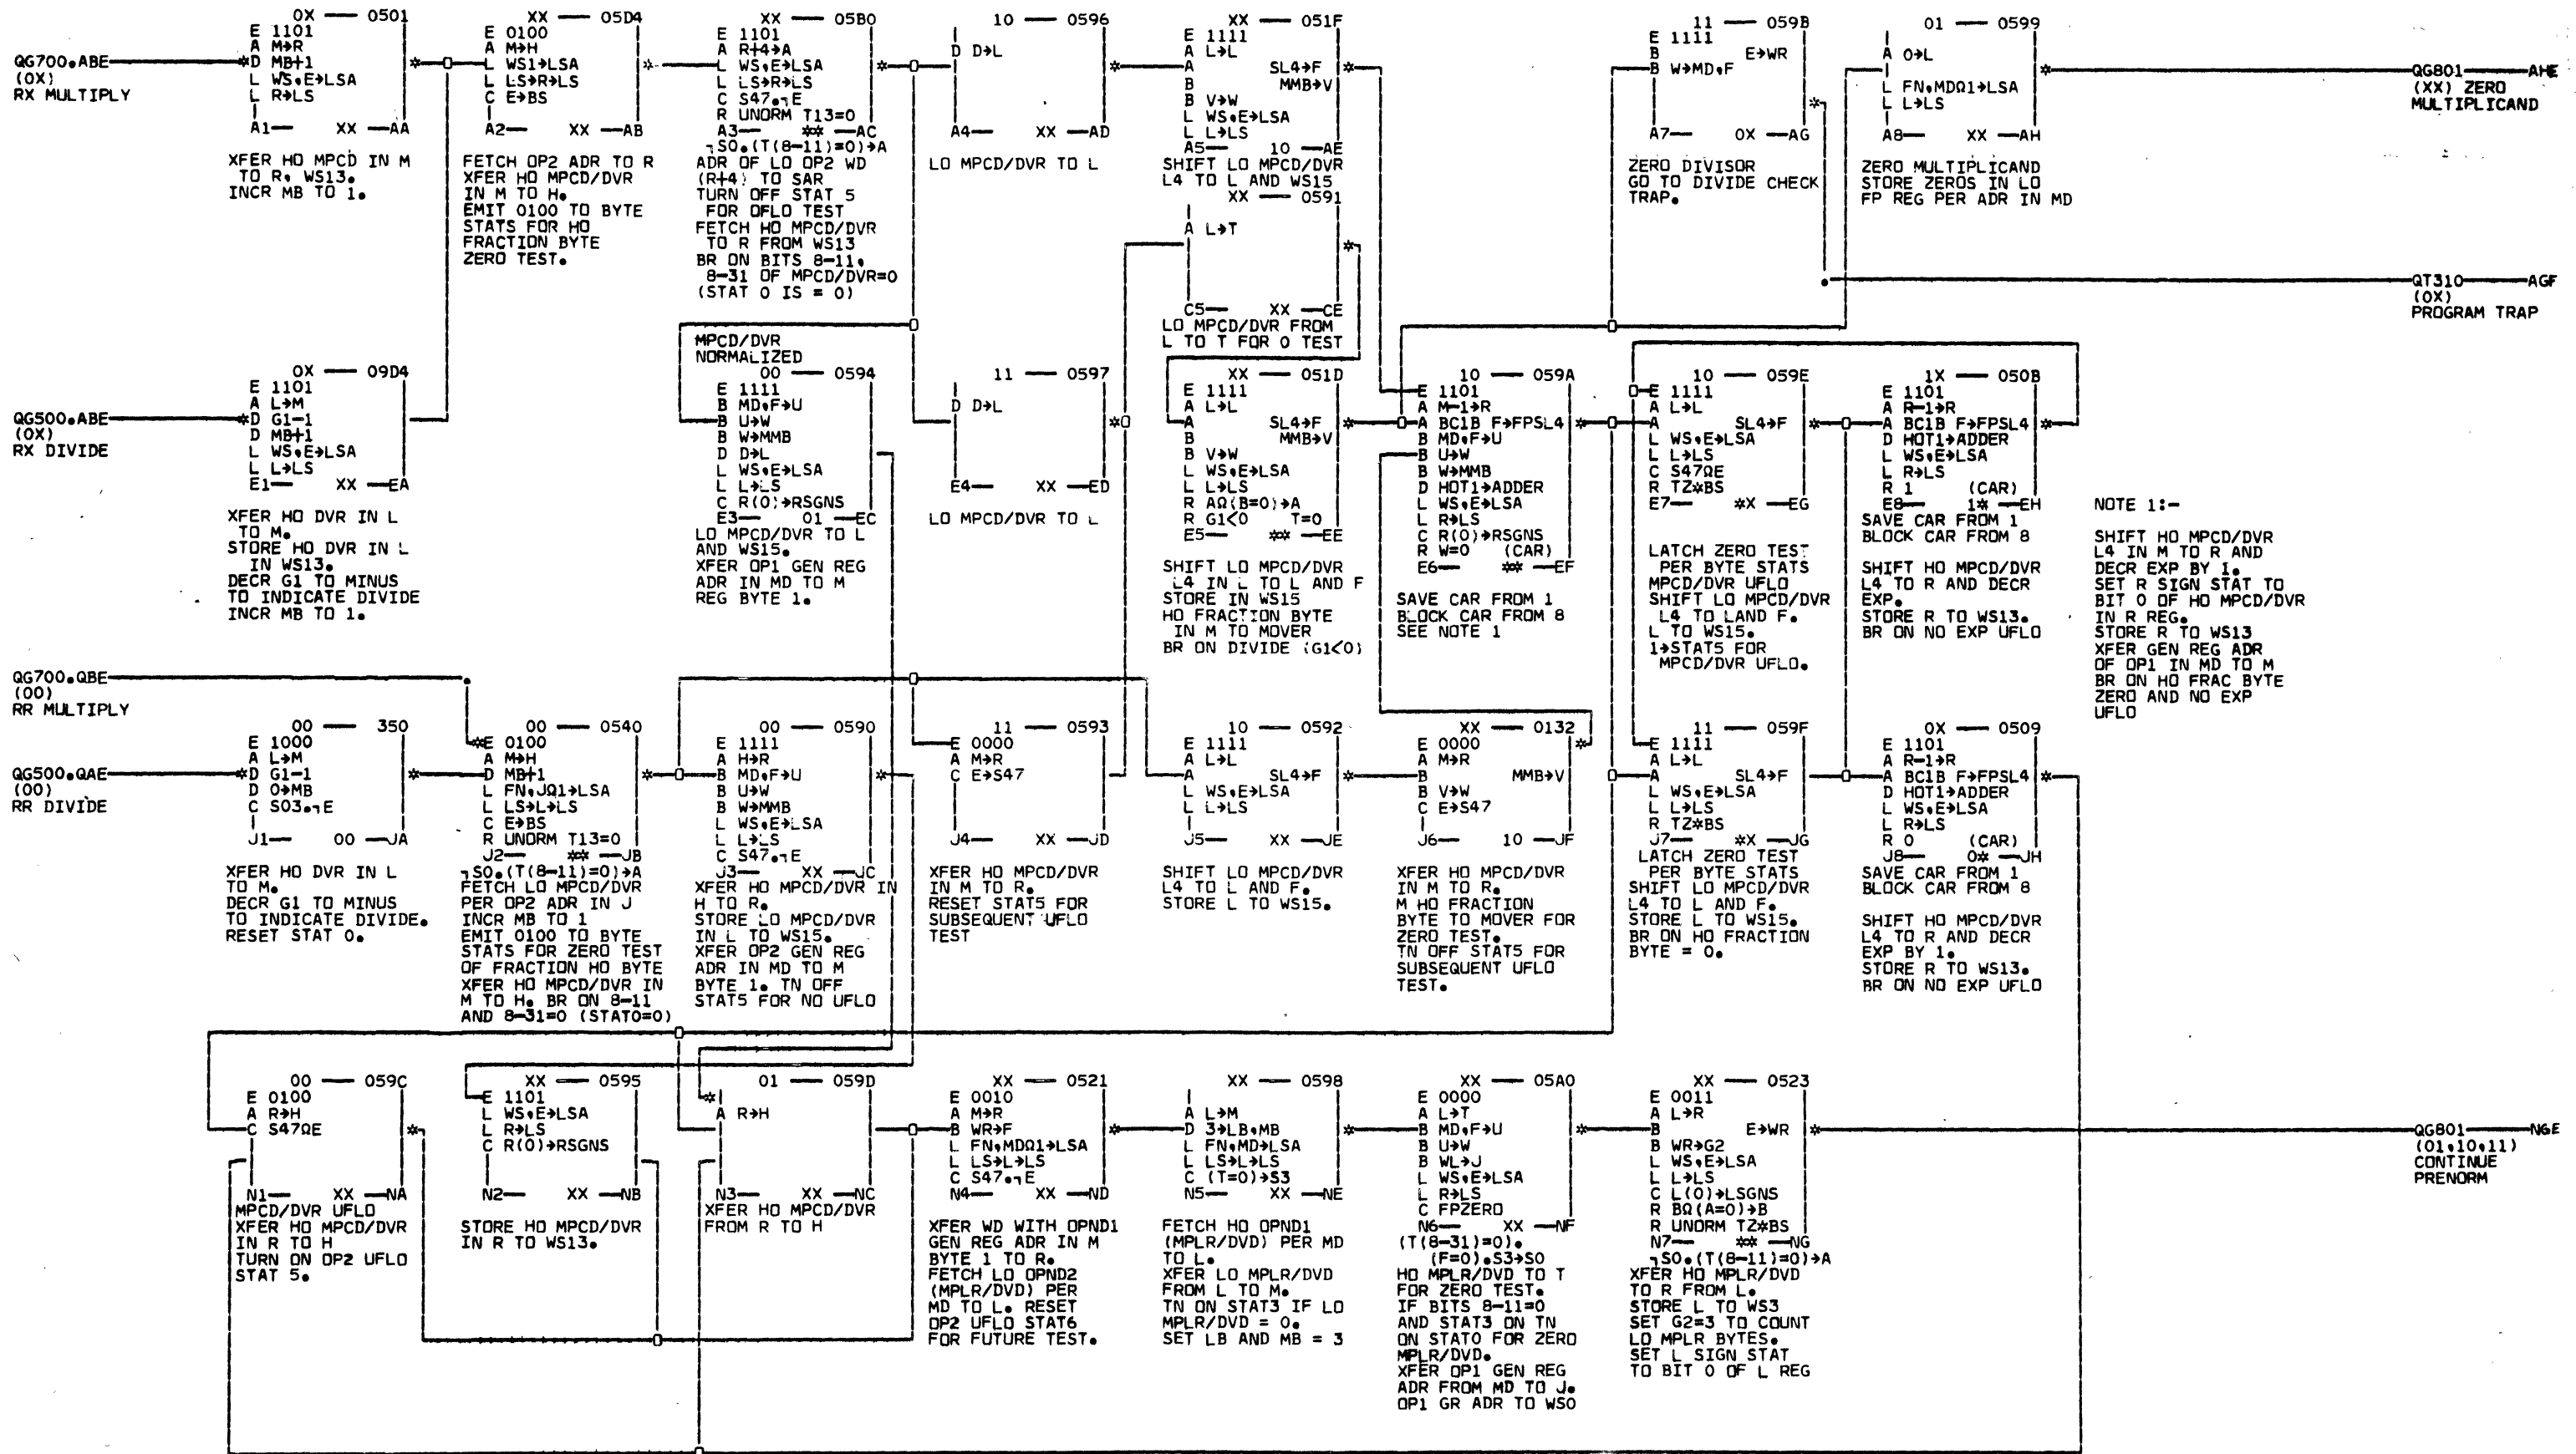 QG700.ABE
(0X)
RX MULTIPLY
0X — 0501
E 1101
A M→R
D MB+1
L WS.E→LSA
L R→LS
A1— XX —AA
XFER HO MPCD IN M
TO R, WS13.
INCR MB TO 1.
XX — 05D4
E 0100
A M→H
L WS1→LSA
L LS→R→LS
C E→BS
A2— XX —AB
FETCH OP2 ADR TO R
XFER HO MPCD/DVR
IN M TO H.
EMIT 0100 TO BYTE
STATS FOR HO
FRACTION BYTE
ZERO TEST.
XX — 05B0
E 1101
A R+4→A
L WS.E→LSA
L LS→R→LS
C S47.¬E
R UNORM T13=0
A3— ** —AC
¬S0.(T(8-11)=0)→A
ADR OF LO OP2 WD
(R+4) TO SAR
TURN OFF STAT 5
FOR OFLO TEST
FETCH HO MPCD/DVR
TO R FROM WS13
BR ON BITS 8-11,
8-31 OF MPCD/DVR=0
(STAT 0 IS = 0)
10 — 0596
D D→L
A4— XX —AD
LO MPCD/DVR TO L
XX — 051F
E 1111
A L→L
A SL4→F
B MMB→V
B V→W
L WS.E→LSA
L L→LS
A5— 10 —AE
SHIFT LO MPCD/DVR
L4 TO L AND WS15
XX — 0591
A L→T
C5— XX —CE
LO MPCD/DVR FROM
L TO T FOR 0 TEST
11 — 059B
E 1111
B E→WR
B W→MD.F
A7— 0X —AG
ZERO DIVISOR
GO TO DIVIDE CHECK
TRAP.
01 — 0599
A 0→L
L FN.MDΩ1→LSA
L L→LS
A8— XX —AH
ZERO MULTIPLICAND
STORE ZEROS IN LO
FP REG PER ADR IN MD
QG801 — AHE
(XX) ZERO
MULTIPLICAND
QT310 — AGF
(0X)
PROGRAM TRAP
QG500.ABE
(0X)
RX DIVIDE
0X — 09D4
E 1101
A L→M
D G1-1
D MB+1
L WS.E→LSA
L L→LS
E1— XX —EA
XFER HO DVR IN L
TO M.
STORE HO DVR IN L
IN WS13.
DECR G1 TO MINUS
TO INDICATE DIVIDE
INCR MB TO 1.
MPCD/DVR
NORMALIZED
00 — 0594
E 1111
B MD.F→U
B U→W
B W→MMB
D D→L
L WS.E→LSA
L L→LS
C R(0)→RSGNS
E3— 01 —EC
LO MPCD/DVR TO L
AND WS15.
XFER OP1 GEN REG
ADR IN MD TO M
REG BYTE 1.
11 — 0597
D D→L
E4— XX —ED
LO MPCD/DVR TO L
XX — 051D
E 1111
A L→L
A SL4→F
B MMB→V
B V→W
L WS.E→LSA
L L→LS
R AΩ(B=0)→A
R G1<0 T=0
E5— ** —EE
SHIFT LO MPCD/DVR
L4 IN L TO L AND F
STORE IN WS15
HO FRACTION BYTE
IN M TO MOVER
BR ON DIVIDE (G1<0)
10 — 059A
E 1101
A M-1→R
A BC1B F→FPSL4
B MD.F→U
B U→W
B W→MMB
D HOT1→ADDER
L WS.E→LSA
L R→LS
C R(0)→RSGNS
R W=0 (CAR)
E6— ** —EF
SAVE CAR FROM 1
BLOCK CAR FROM 8
SEE NOTE 1
10 — 059E
E 1111
A L→L
A SL4→F
L WS.E→LSA
L L→LS
C S47ΩE
R TZ*BS
E7— *X —EG
LATCH ZERO TEST
PER BYTE STATS
MPCD/DVR UFLO
SHIFT LO MPCD/DVR
L4 TO LAND F.
L TO WS15.
1→STAT5 FOR
MPCD/DVR UFLO.
1X — 050B
E 1101
A R-1→R
A BC1B F→FPSL4
D HOT1→ADDER
L WS.E→LSA
L R→LS
R 1 (CAR)
E8— 1* —EH
SAVE CAR FROM 1
BLOCK CAR FROM 8
SHIFT HO MPCD/DVR
L4 TO R AND DECR
EXP.
STORE R TO WS13.
BR ON NO EXP UFLO
NOTE 1:-
SHIFT HO MPCD/DVR
L4 IN M TO R AND
DECR EXP BY 1.
SET R SIGN STAT TO
BIT 0 OF HO MPCD/DVR
IN R REG.
STORE R TO WS13
XFER GEN REG ADR
OF OP1 IN MD TO M
BR ON HO FRAC BYTE
ZERO AND NO EXP
UFLO
QG700.QBE
(00)
RR MULTIPLY
QG500.QAE
(00)
RR DIVIDE
00 — 350
E 1000
A L→M
D G1-1
D 0→MB
C S03.¬E
J1— 00 —JA
XFER HO DVR IN L
TO M.
DECR G1 TO MINUS
TO INDICATE DIVIDE.
RESET STAT 0.
00 — 0540
E 0100
A M→H
D MB+1
L FN.JΩ1→LSA
L LS→L→LS
C E→BS
R UNORM T13=0
J2— ** —JB
¬S0.(T(8-11)=0)→A
FETCH LO MPCD/DVR
PER OP2 ADR IN J
INCR MB TO 1
EMIT 0100 TO BYTE
STATS FOR ZERO TEST
OF FRACTION HO BYTE
XFER HO MPCD/DVR IN
M TO H. BR ON 8-11
AND 8-31=0 (STAT0=0)
00 — 0590
E 1111
A H→R
B MD.F→U
B U→W
B W→MMB
L WS.E→LSA
L L→LS
C S47.¬E
J3— XX —JC
XFER HO MPCD/DVR IN
H TO R.
STORE LO MPCD/DVR
IN L TO WS15.
XFER OP2 GEN REG
ADR IN MD TO M
BYTE 1. TN OFF
STAT5 FOR NO UFLO
11 — 0593
E 0000
A M→R
C E→S47
J4— XX —JD
XFER HO MPCD/DVR
IN M TO R.
RESET STAT5 FOR
SUBSEQUENT UFLO
TEST
10 — 0592
E 1111
A L→L
A SL4→F
L WS.E→LSA
L L→LS
J5— XX —JE
SHIFT LO MPCD/DVR
L4 TO L AND F.
STORE L TO WS15.
XX — 0132
E 0000
A M→R
B MMB→V
B V→W
C E→S47
J6— 10 —JF
XFER HO MPCD/DVR
IN M TO R.
M HO FRACTION
BYTE TO MOVER FOR
ZERO TEST.
TN OFF STAT5 FOR
SUBSEQUENT UFLO
TEST.
11 — 059F
E 1111
A L→L
A SL4→F
L WS.E→LSA
L L→LS
R TZ*BS
J7— *X —JG
LATCH ZERO TEST
PER BYTE STATS
SHIFT LO MPCD/DVR
L4 TO L AND F.
STORE L TO WS15.
BR ON HO FRACTION
BYTE = 0.
0X — 0509
E 1101
A R-1→R
A BC1B F→FPSL4
D HOT1→ADDER
L WS.E→LSA
L R→LS
R 0 (CAR)
J8— 0* —JH
SAVE CAR FROM 1
BLOCK CAR FROM 8
SHIFT HO MPCD/DVR
L4 TO R AND DECR
EXP BY 1.
STORE R TO WS13.
BR ON NO EXP UFLO
00 — 059C
E 0100
A R→H
C S47ΩE
N1— XX —NA
MPCD/DVR UFLO
XFER HO MPCD/DVR
IN R TO H
TURN ON OP2 UFLO
STAT 5.
XX — 0595
E 1101
L WS.E→LSA
L R→LS
C R(0)→RSGNS
N2— XX —NB
STORE HO MPCD/DVR
IN R TO WS13.
01 — 059D
A R→H
N3— XX —NC
XFER HO MPCD/DVR
FROM R TO H
XX — 0521
E 0010
A M→R
B WR→F
L FN.MDΩ1→LSA
L LS→L→LS
C S47.¬E
N4— XX —ND
XFER WD WITH OPND1
GEN REG ADR IN M
BYTE 1 TO R.
FETCH LO OPND2
(MPLR/DVD) PER
MD TO L. RESET
OP2 UFLO STAT6
FOR FUTURE TEST.
XX — 0598
A L→M
D 3→LB.MB
L FN.MD→LSA
L LS→L→LS
C (T=0)→S3
N5— XX —NE
FETCH HO OPND1
(MPLR/DVD) PER MD
TO L.
XFER LO MPLR/DVD
FROM L TO M.
TN ON STAT3 IF LO
MPLR/DVD = 0.
SET LB AND MB = 3
XX — 05A0
E 0000
A L→T
B MD.F→U
B U→W
B WL→J
L WS.E→LSA
L R→LS
C FPZERO
N6— XX —NF
(T(8-31)=0).
(F=0).S3→S0
HO MPLR/DVD TO T
FOR ZERO TEST.
IF BITS 8-11=0
AND STAT3 ON TN
ON STAT0 FOR ZERO
MPLR/DVD.
XFER OP1 GEN REG
ADR FROM MD TO J.
OP1 GR ADR TO WS0
XX — 0523
E 0011
A L→R
B E→WR
B WR→G2
L WS.E→LSA
L L→LS
C L(0)→LSGNS
R BΩ(A=0)→B
R UNORM TZ*BS
N7— ** —NG
¬S0.(T(8-11)=0)→A
XFER HO MPLR/DVD
TO R FROM L.
STORE L TO WS3
SET G2=3 TO COUNT
LO MPLR BYTES.
SET L SIGN STAT
TO BIT 0 OF L REG
QG801 — NGE
(01,10,11)
CONTINUE
PRENORM